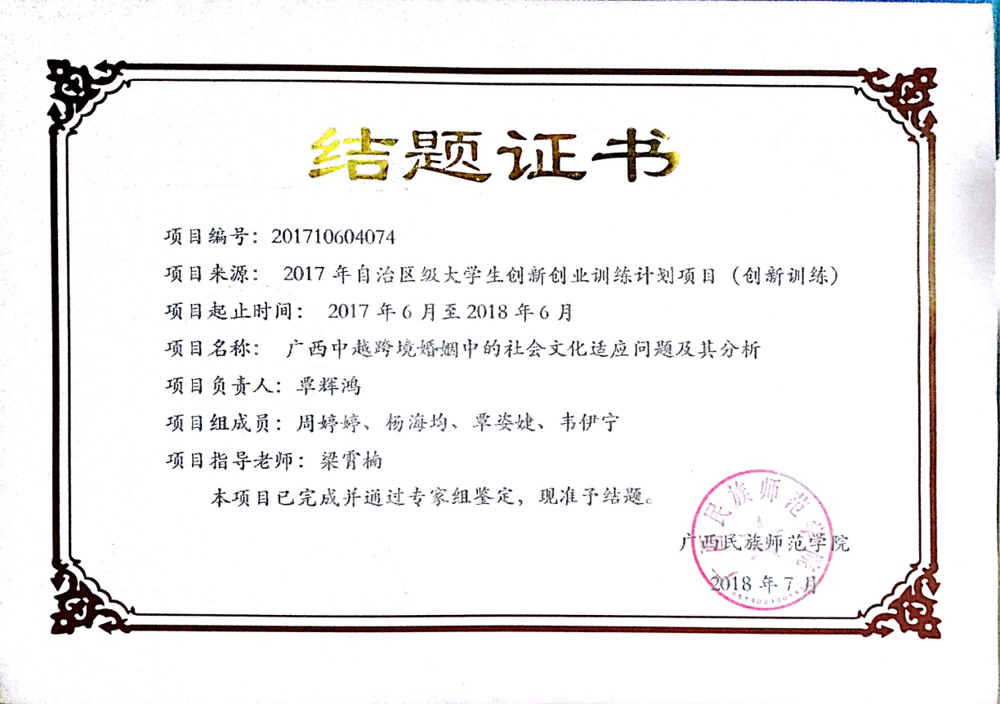 结题证书
项目编号：201710604074
项目来源： 2017 年自治区级大学生创新创业训练计划项目（创新训练）
项目起止时间： 2017 年 6 月至 2018 年 6 月
项目名称： 广西中越跨境婚姻中的社会文化适应问题及其分析
项目负责人：覃辉鸿
项目组成员：周婷婷、杨海均、覃姿婕、韦伊宁
项目指导老师：梁霄楠
本项目已完成并通过专家组鉴定，现准予结题。
广西民族师范学院
广西民族师范学院
2018 年 7 月